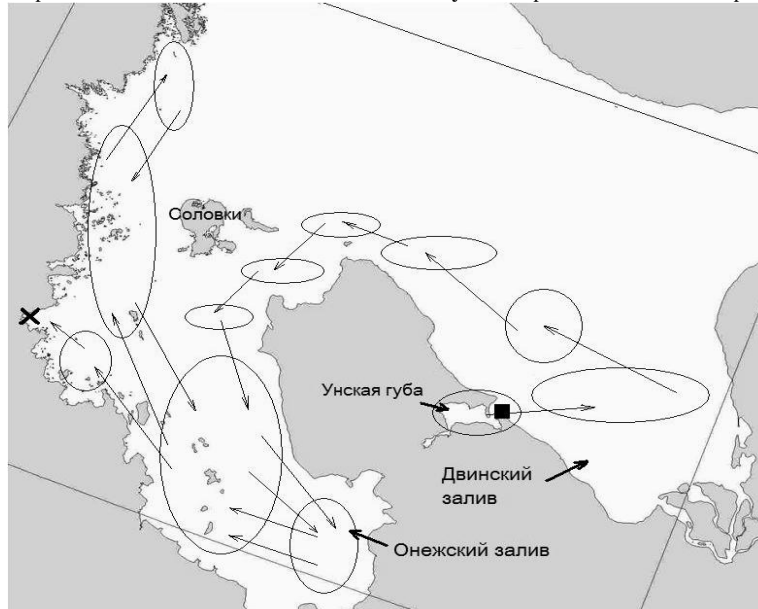 Соловки
Унская губа
Двинский
залив
Онежский залив